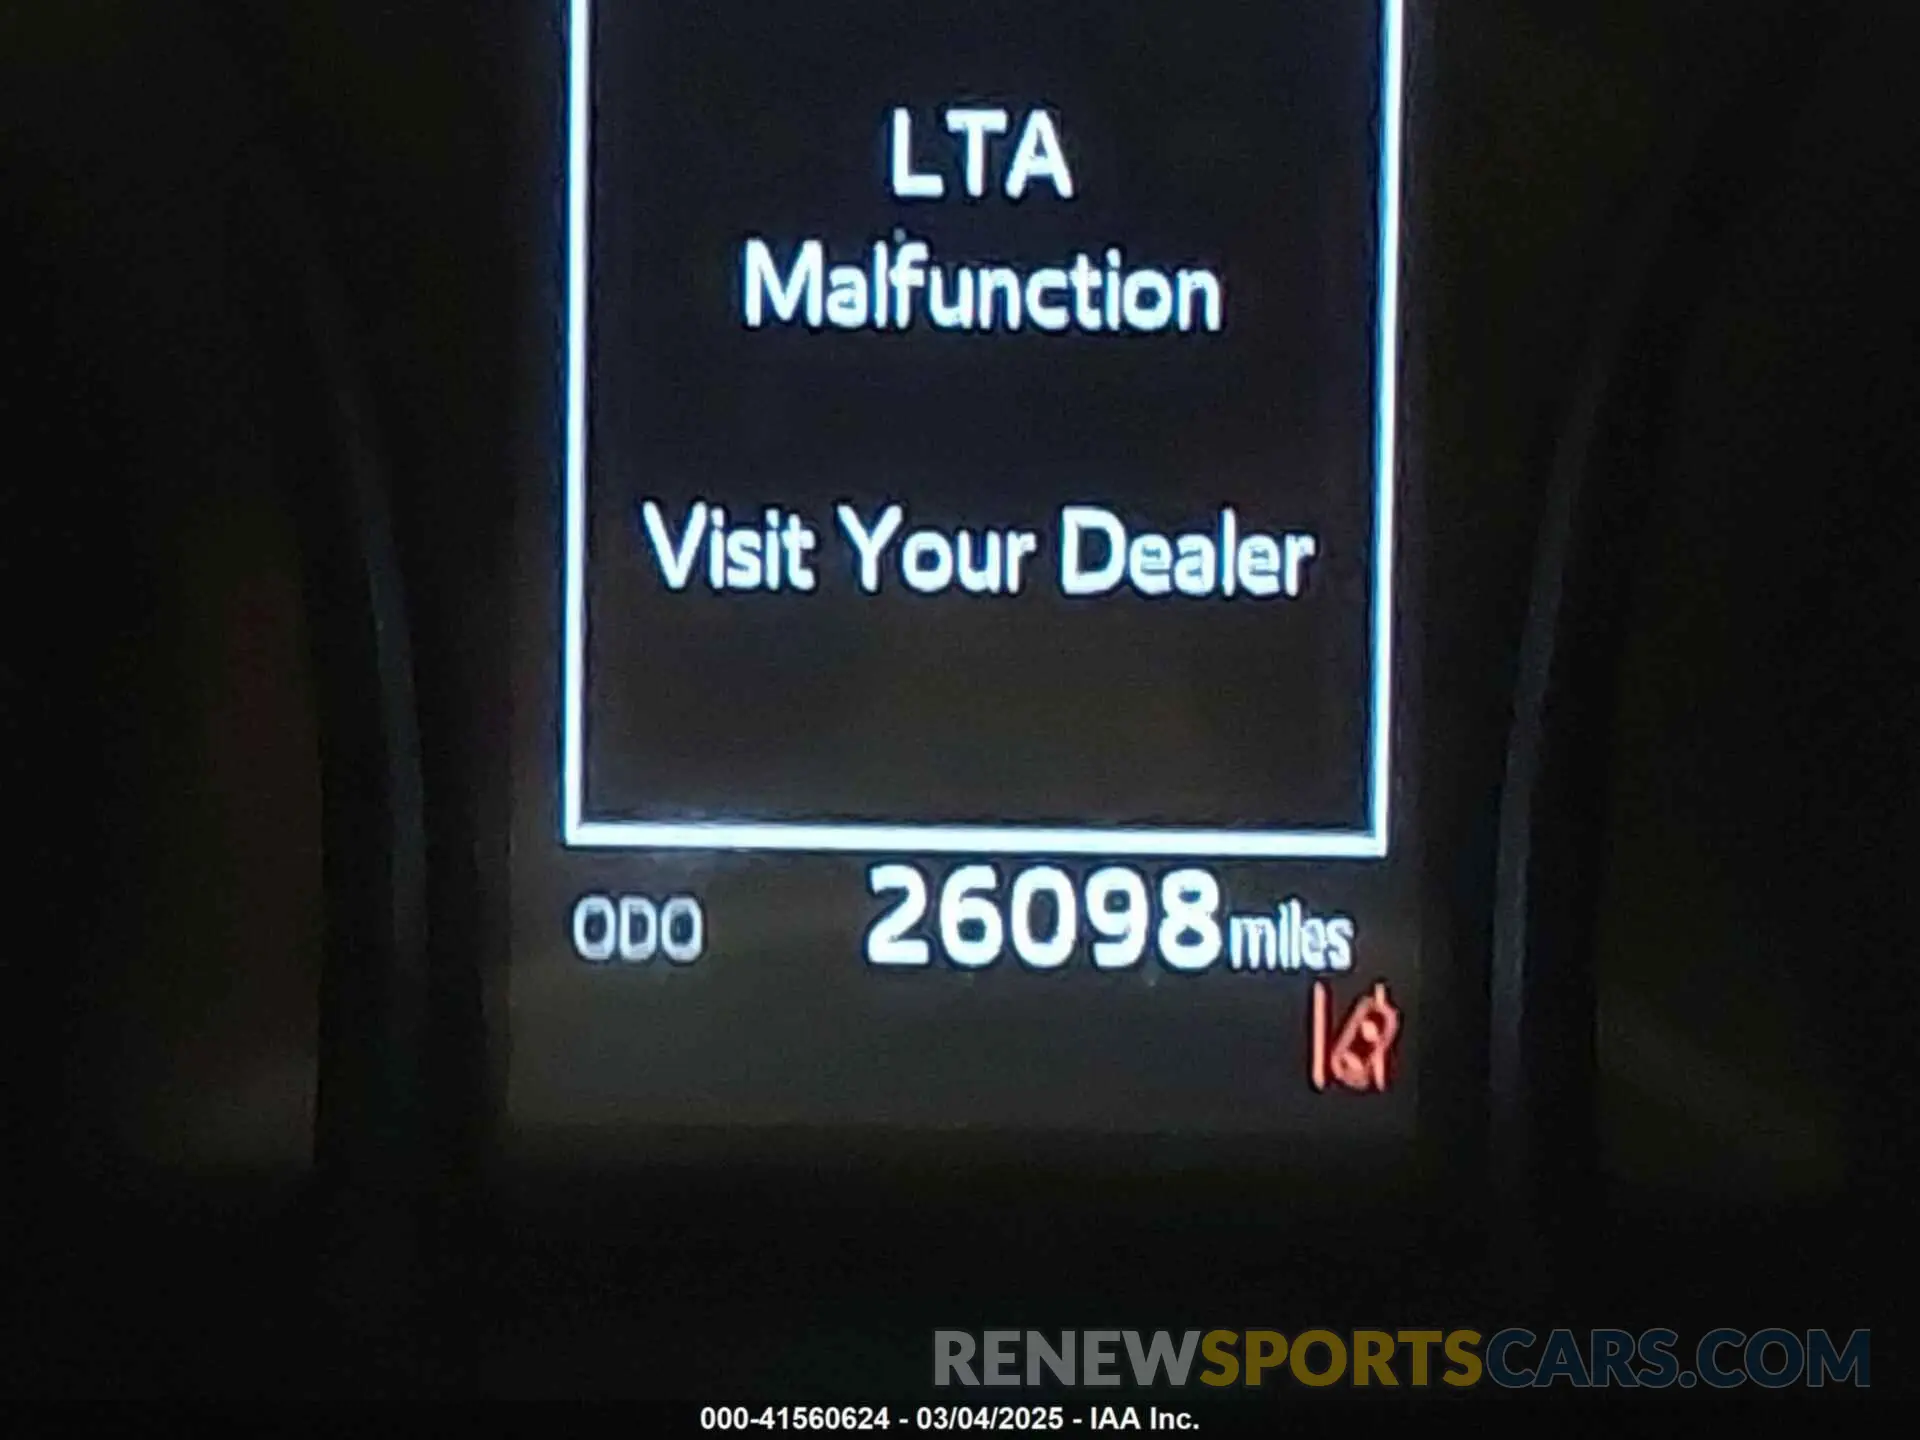 LTA
Malfunction
Visit Your Dealer
ODO 26098 miles
RENEWSPORTSCARS.COM
000-41560624 - 03/04/2025 - IAA Inc.